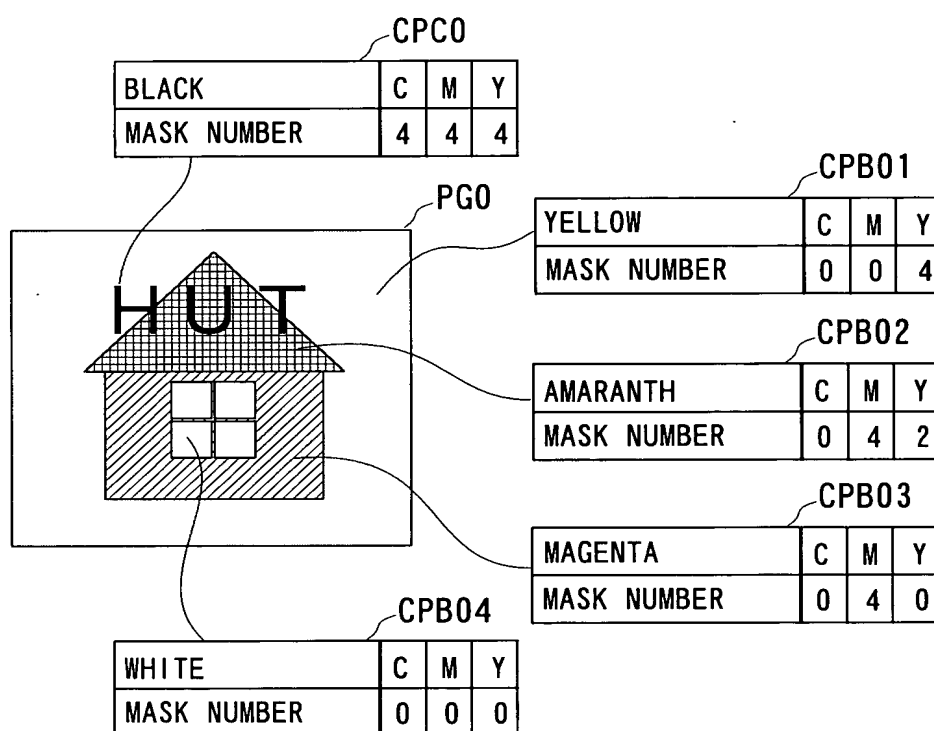 CPC0
BLACK C M Y
MASK NUMBER 4 4 4
PG0
CPB01
YELLOW C M Y
MASK NUMBER 0 0 4
HUT
CPB02
AMARANTH C M Y
MASK NUMBER 0 4 2
CPB03
MAGENTA C M Y
MASK NUMBER 0 4 0
CPB04
WHITE C M Y
MASK NUMBER 0 0 0